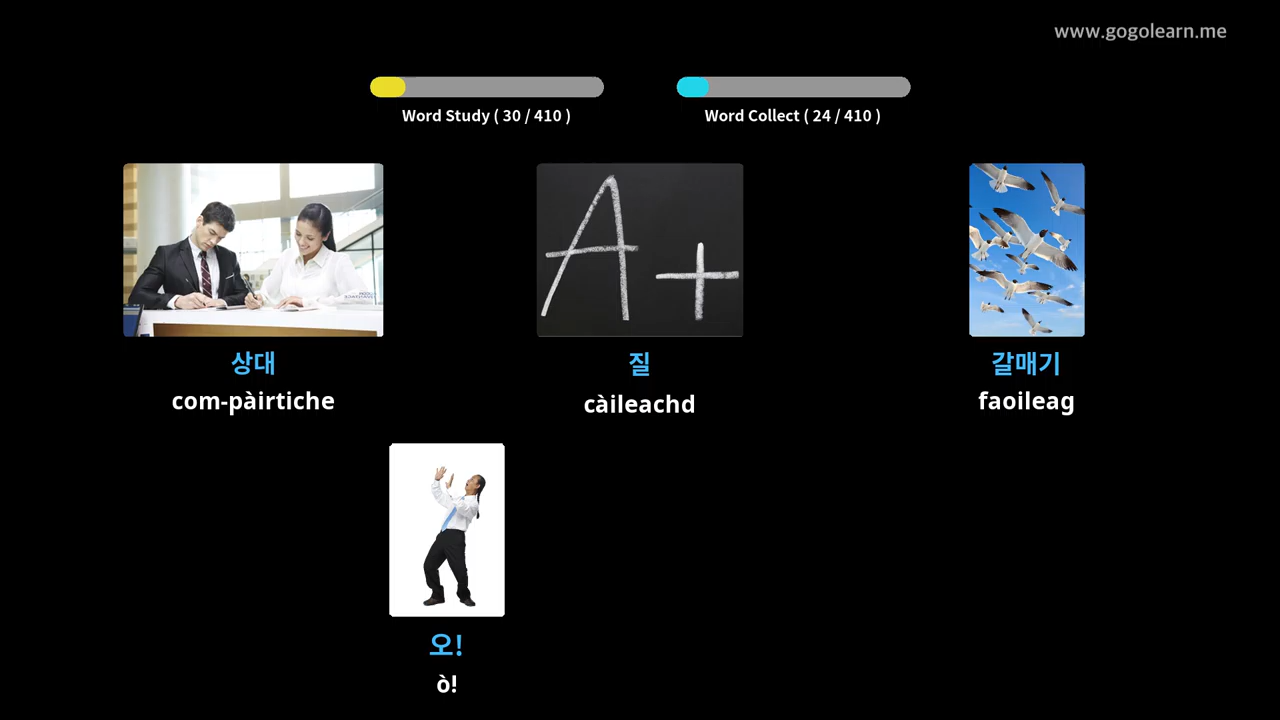 www.gogolearn.me
Word Study ( 30 / 410 )
Word Collect ( 24 / 410 )
상대
com-pàirtiche
질
càileachd
갈매기
faoileag
오!
ò!
A+